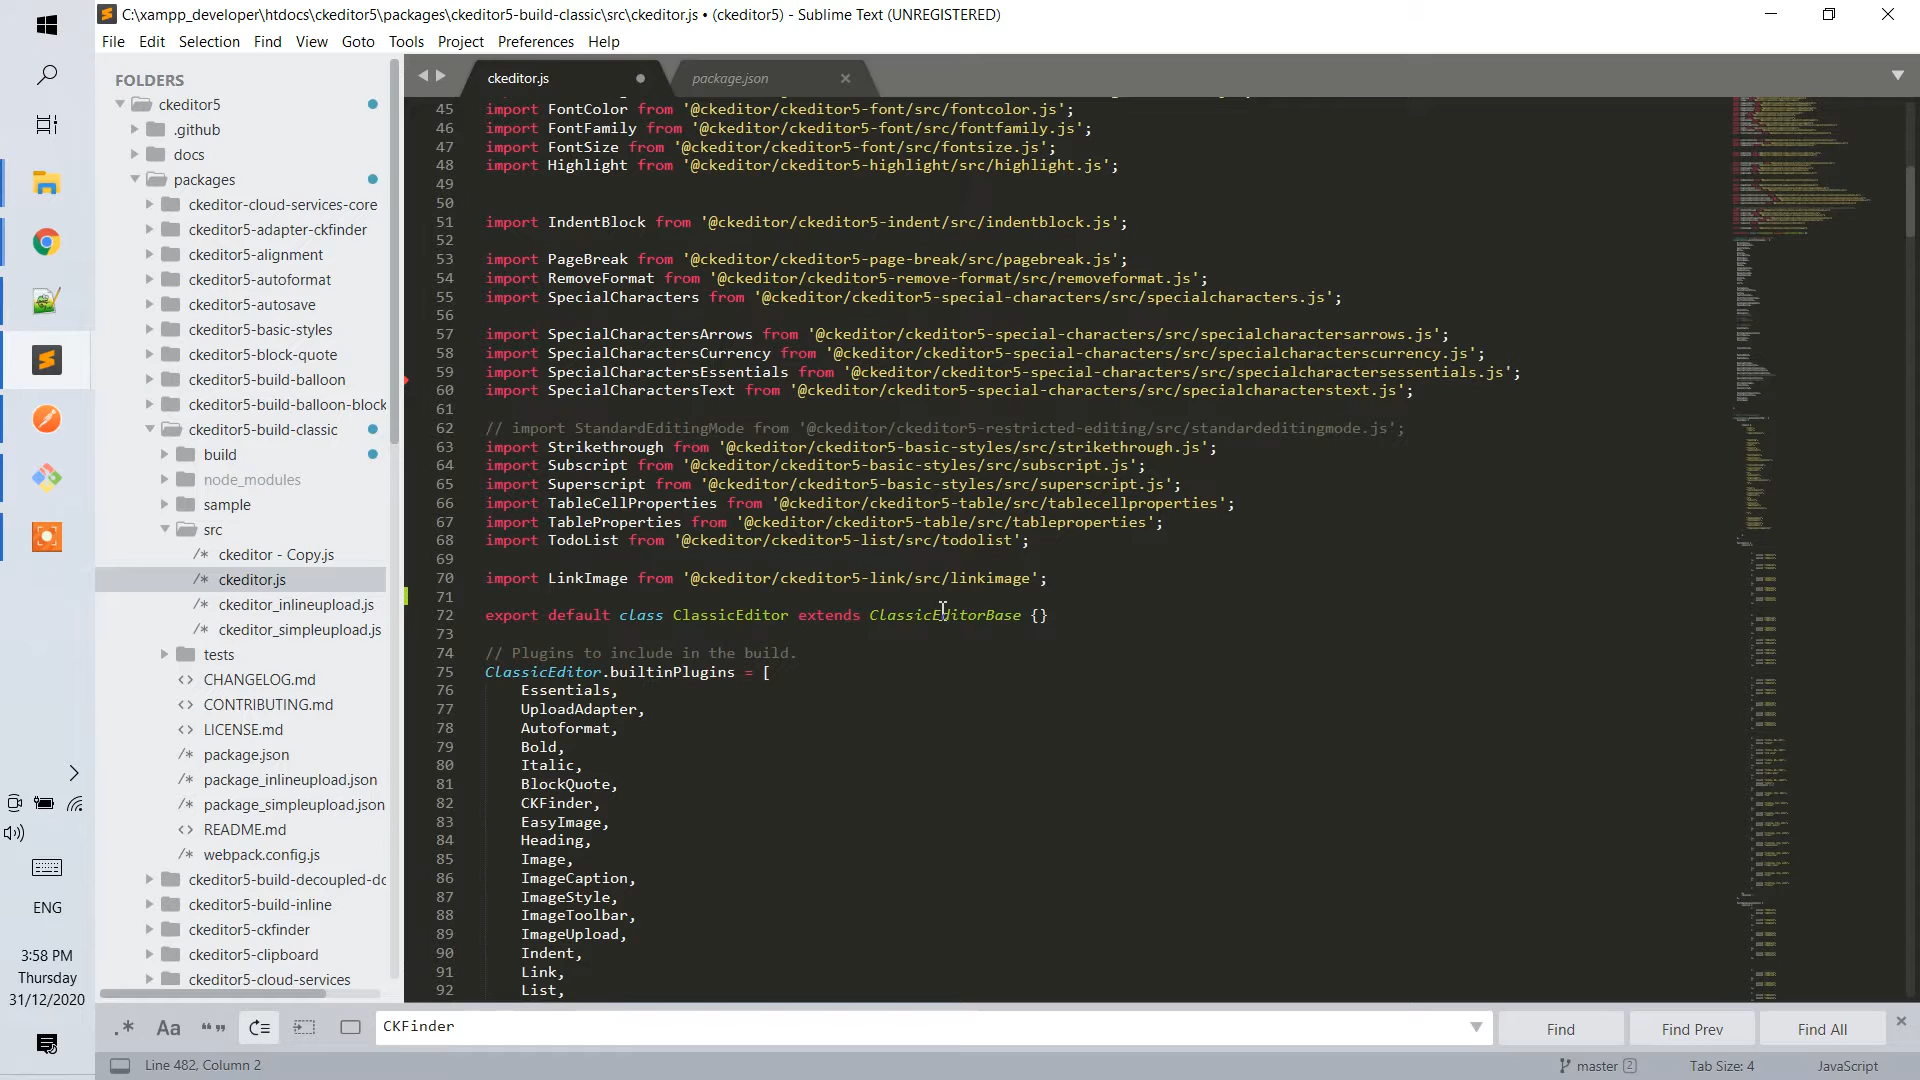 C:\xampp_developer\htdocs\ckeditor5\packages\ckeditor5-build-classic\src\ckeditor.js • (ckeditor5) - Sublime Text (UNREGISTERED)
File Edit Selection Find View Goto Tools Project Preferences Help
FOLDERS
ckeditor5
.github
docs
packages
ckeditor-cloud-services-core
ckeditor5-adapter-ckfinder
ckeditor5-alignment
ckeditor5-autoformat
ckeditor5-autosave
ckeditor5-basic-styles
ckeditor5-block-quote
ckeditor5-build-balloon
ckeditor5-build-balloon-block
ckeditor5-build-classic
build
node_modules
sample
src
/* ckeditor - Copy.js
/* ckeditor.js
/* ckeditor_inlineupload.js
/* ckeditor_simpleupload.js
tests
<> CHANGELOG.md
<> CONTRIBUTING.md
<> LICENSE.md
/* package.json
/* package_inlineupload.json
/* package_simpleupload.json
<> README.md
/* webpack.config.js
ckeditor5-build-decoupled-dc
ckeditor5-build-inline
ckeditor5-ckfinder
ckeditor5-clipboard
ckeditor5-cloud-services
ENG
3:58 PM
Thursday
31/12/2020
ckeditor.js
package.json
45 import FontColor from '@ckeditor/ckeditor5-font/src/fontcolor.js';
46 import FontFamily from '@ckeditor/ckeditor5-font/src/fontfamily.js';
47 import FontSize from '@ckeditor/ckeditor5-font/src/fontsize.js';
48 import Highlight from '@ckeditor/ckeditor5-highlight/src/highlight.js';
49
50
51 import IndentBlock from '@ckeditor/ckeditor5-indent/src/indentblock.js';
52
53 import PageBreak from '@ckeditor/ckeditor5-page-break/src/pagebreak.js';
54 import RemoveFormat from '@ckeditor/ckeditor5-remove-format/src/removeformat.js';
55 import SpecialCharacters from '@ckeditor/ckeditor5-special-characters/src/specialcharacters.js';
56
57 import SpecialCharactersArrows from '@ckeditor/ckeditor5-special-characters/src/specialcharactersarrows.js';
58 import SpecialCharactersCurrency from '@ckeditor/ckeditor5-special-characters/src/specialcharacterscurrency.js';
59 import SpecialCharactersEssentials from '@ckeditor/ckeditor5-special-characters/src/specialcharactersessentials.js';
60 import SpecialCharactersText from '@ckeditor/ckeditor5-special-characters/src/specialcharacterstext.js';
61
62 // import StandardEditingMode from '@ckeditor/ckeditor5-restricted-editing/src/standardeditingmode.js';
63 import Strikethrough from '@ckeditor/ckeditor5-basic-styles/src/strikethrough.js';
64 import Subscript from '@ckeditor/ckeditor5-basic-styles/src/subscript.js';
65 import Superscript from '@ckeditor/ckeditor5-basic-styles/src/superscript.js';
66 import TableCellProperties from '@ckeditor/ckeditor5-table/src/tablecellproperties';
67 import TableProperties from '@ckeditor/ckeditor5-table/src/tableproperties';
68 import TodoList from '@ckeditor/ckeditor5-list/src/todolist';
69
70 import LinkImage from '@ckeditor/ckeditor5-link/src/linkimage';
71
72 export default class ClassicEditor extends ClassicEditorBase {}
73
74 // Plugins to include in the build.
75 ClassicEditor.builtinPlugins = [
76 Essentials,
77 UploadAdapter,
78 Autoformat,
79 Bold,
80 Italic,
81 BlockQuote,
82 CKFinder,
83 EasyImage,
84 Heading,
85 Image,
86 ImageCaption,
87 ImageStyle,
88 ImageToolbar,
89 ImageUpload,
90 Indent,
91 Link,
92 List,
.* Aa “” CKFinder Find Find Prev Find All
Line 482, Column 2 master 2 Tab Size: 4 JavaScript